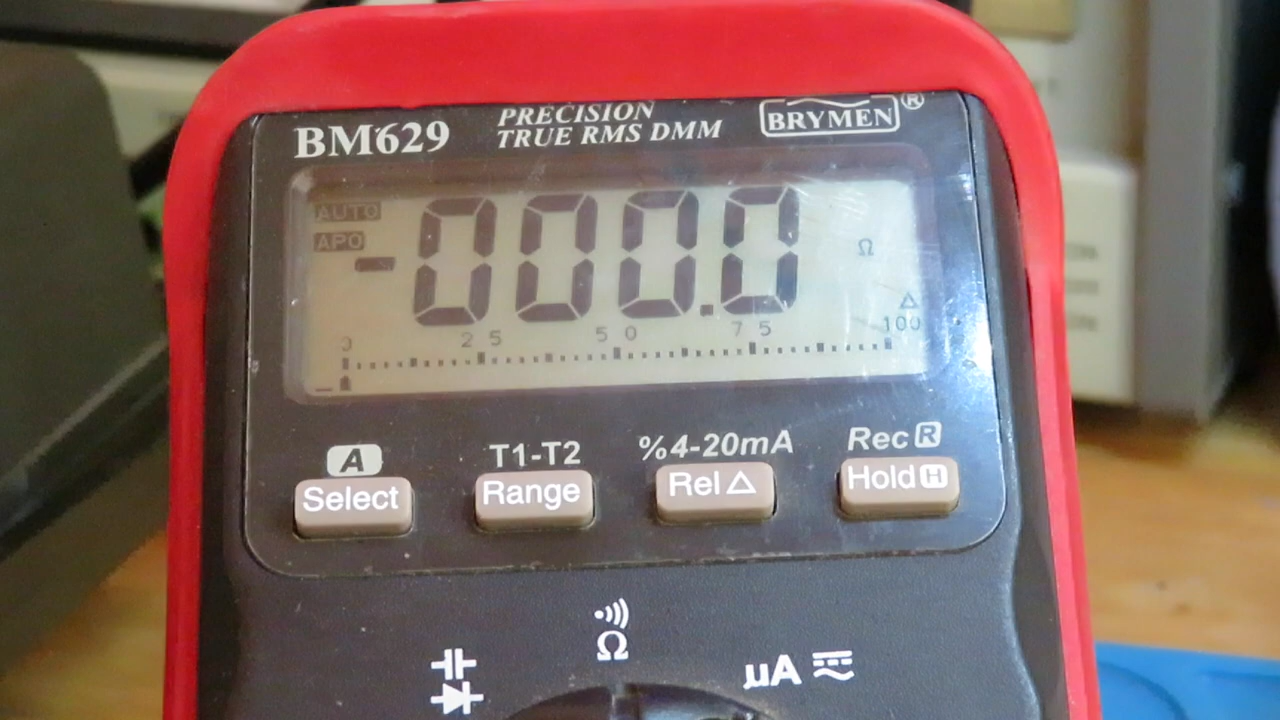 BM629
PRECISION
TRUE RMS DMM
BRYMEN®
AUTO
APO
-000.0 Ω
Δ
0 25 50 75 100
A
Select
T1-T2
Range
%4-20mA
Rel Δ
Rec R
Hold H
Ω
µA